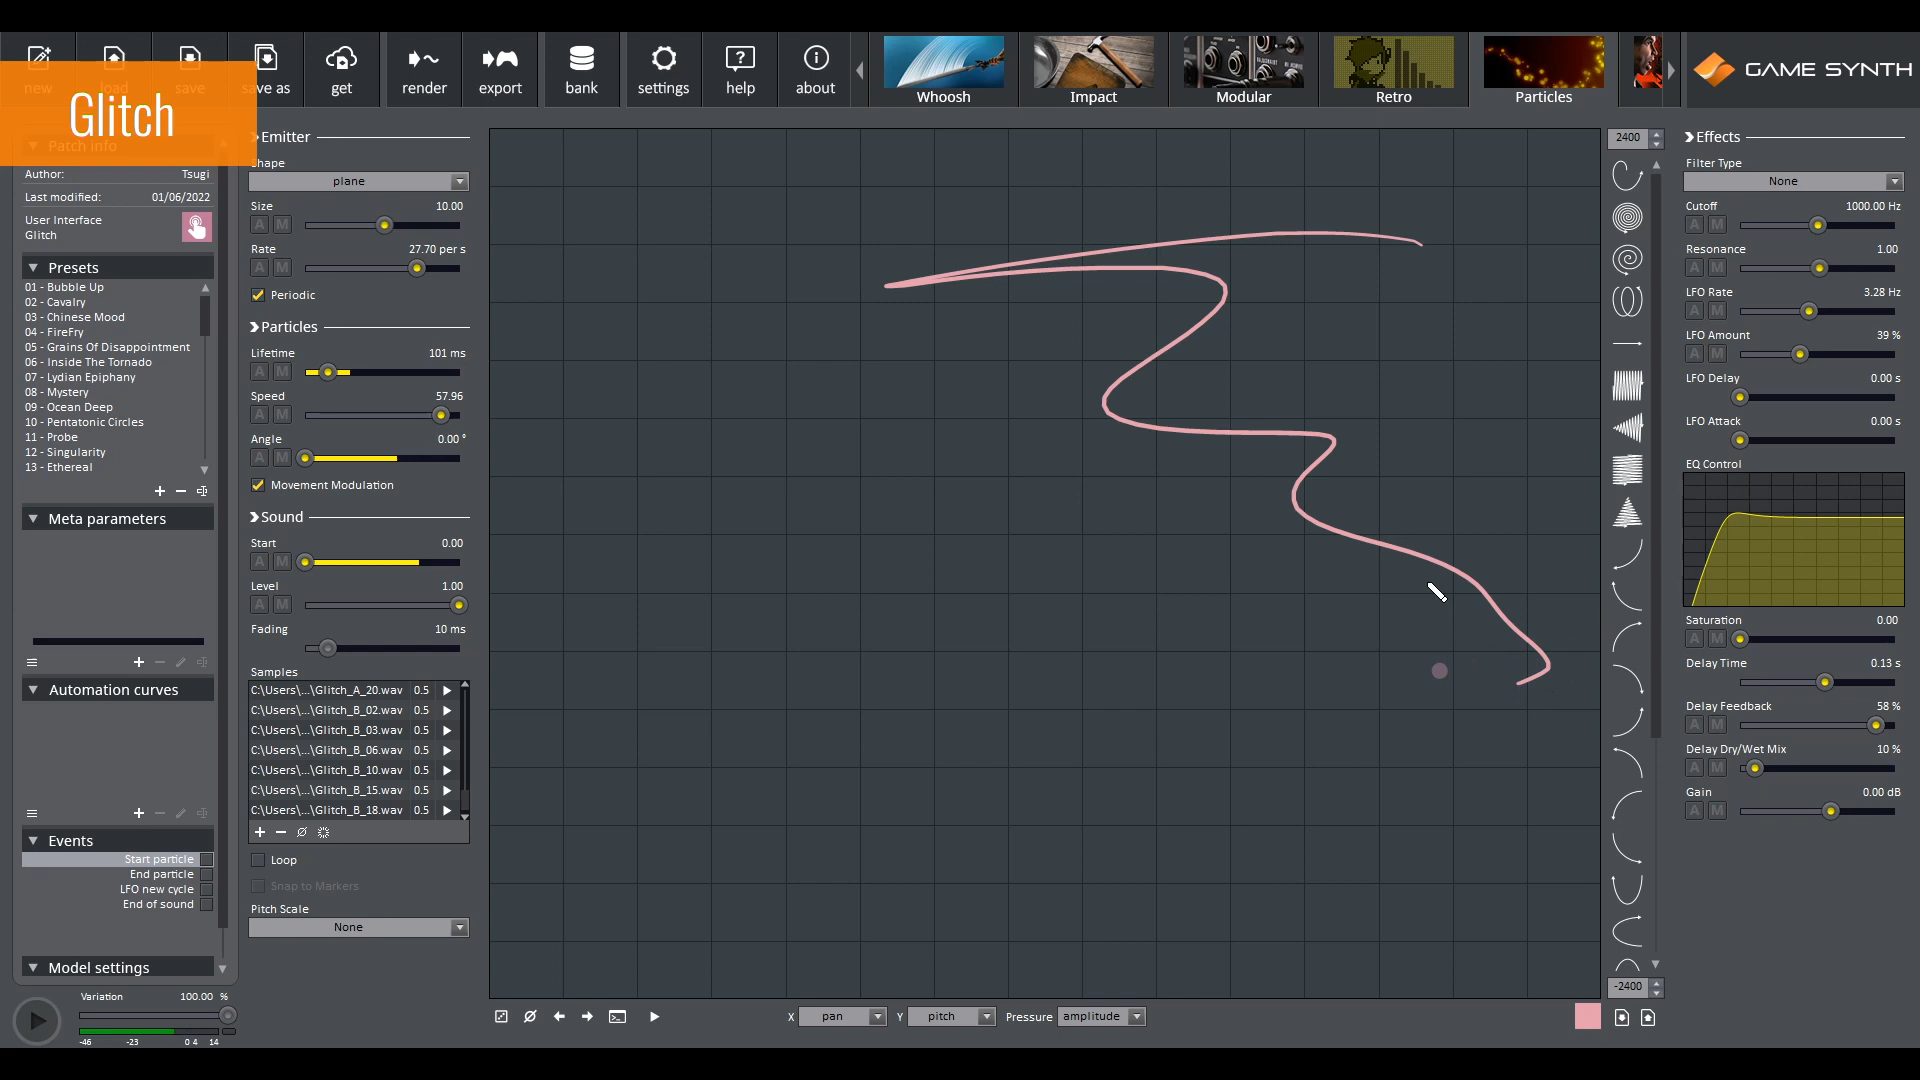 new
load
save
save as
get
render
export
bank
settings
help
about
Whoosh
Impact
Modular
Retro
Particles
GAME SYNTH
Glitch
Patch info
Author: Tsugi
Last modified: 01/06/2022
User Interface
Glitch
Presets
01 - Bubble Up
02 - Cavalry
03 - Chinese Mood
04 - FireFry
05 - Grains Of Disappointment
06 - Inside The Tornado
07 - Lydian Epiphany
08 - Mystery
09 - Ocean Deep
10 - Pentatonic Circles
11 - Probe
12 - Singularity
13 - Ethereal
Meta parameters
Automation curves
Events
Start particle
End particle
LFO new cycle
End of sound
Model settings
Variation 100.00 %
-46 -23 0 4 14
Emitter
Shape
plane
Size 10.00
A M
Rate 27.70 per s
A M
Periodic
Particles
Lifetime 101 ms
A M
Speed 57.96
A M
Angle 0.00 °
A M
Movement Modulation
Sound
Start 0.00
A M
Level 1.00
A M
Fading 10 ms
Samples
C:\Users\...\Glitch_A_20.wav 0.5
C:\Users\...\Glitch_B_02.wav 0.5
C:\Users\...\Glitch_B_03.wav 0.5
C:\Users\...\Glitch_B_06.wav 0.5
C:\Users\...\Glitch_B_10.wav 0.5
C:\Users\...\Glitch_B_15.wav 0.5
C:\Users\...\Glitch_B_18.wav 0.5
Loop
Snap to Markers
Pitch Scale
None
X pan Y pitch Pressure amplitude
2400
-2400
Effects
Filter Type
None
Cutoff 1000.00 Hz
A M
Resonance 1.00
A M
LFO Rate 3.28 Hz
A M
LFO Amount 39 %
A M
LFO Delay 0.00 s
LFO Attack 0.00 s
EQ Control
Saturation 0.00
A M
Delay Time 0.13 s
Delay Feedback 58 %
A M
Delay Dry/Wet Mix 10 %
A M
Gain 0.00 dB
A M